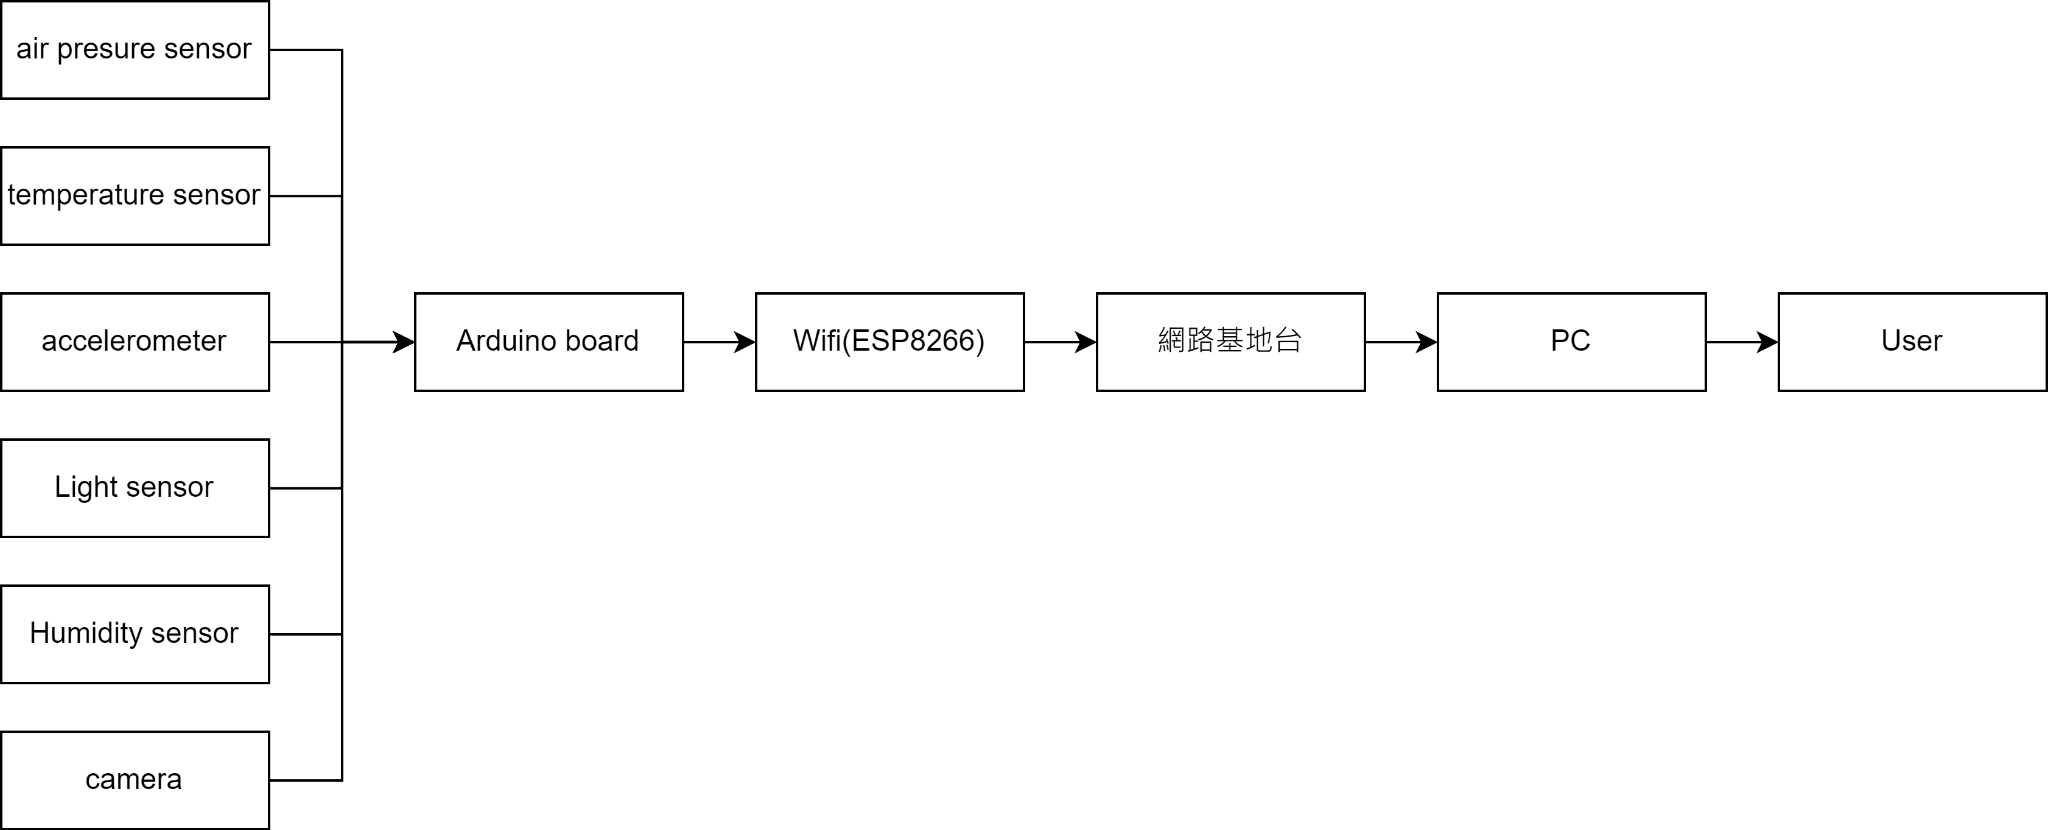 air presure sensor
temperature sensor
accelerometer
Light sensor
Humidity sensor
camera
Arduino board
Wifi(ESP8266)
網路基地台
PC
User